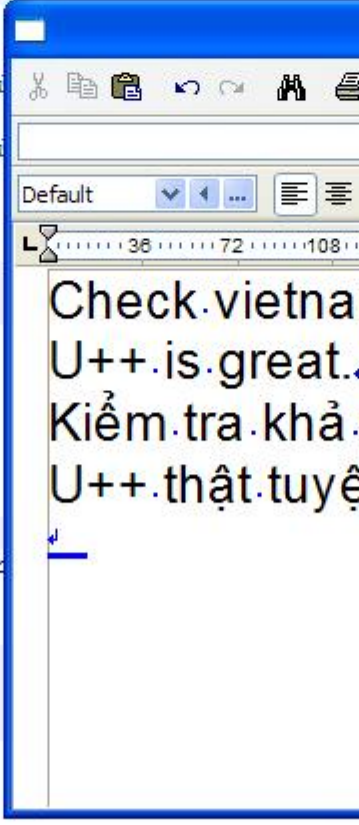 Default
36 72 108
Check vietna
U++ is great.
Kiểm tra khả
U++ thật tuyệ